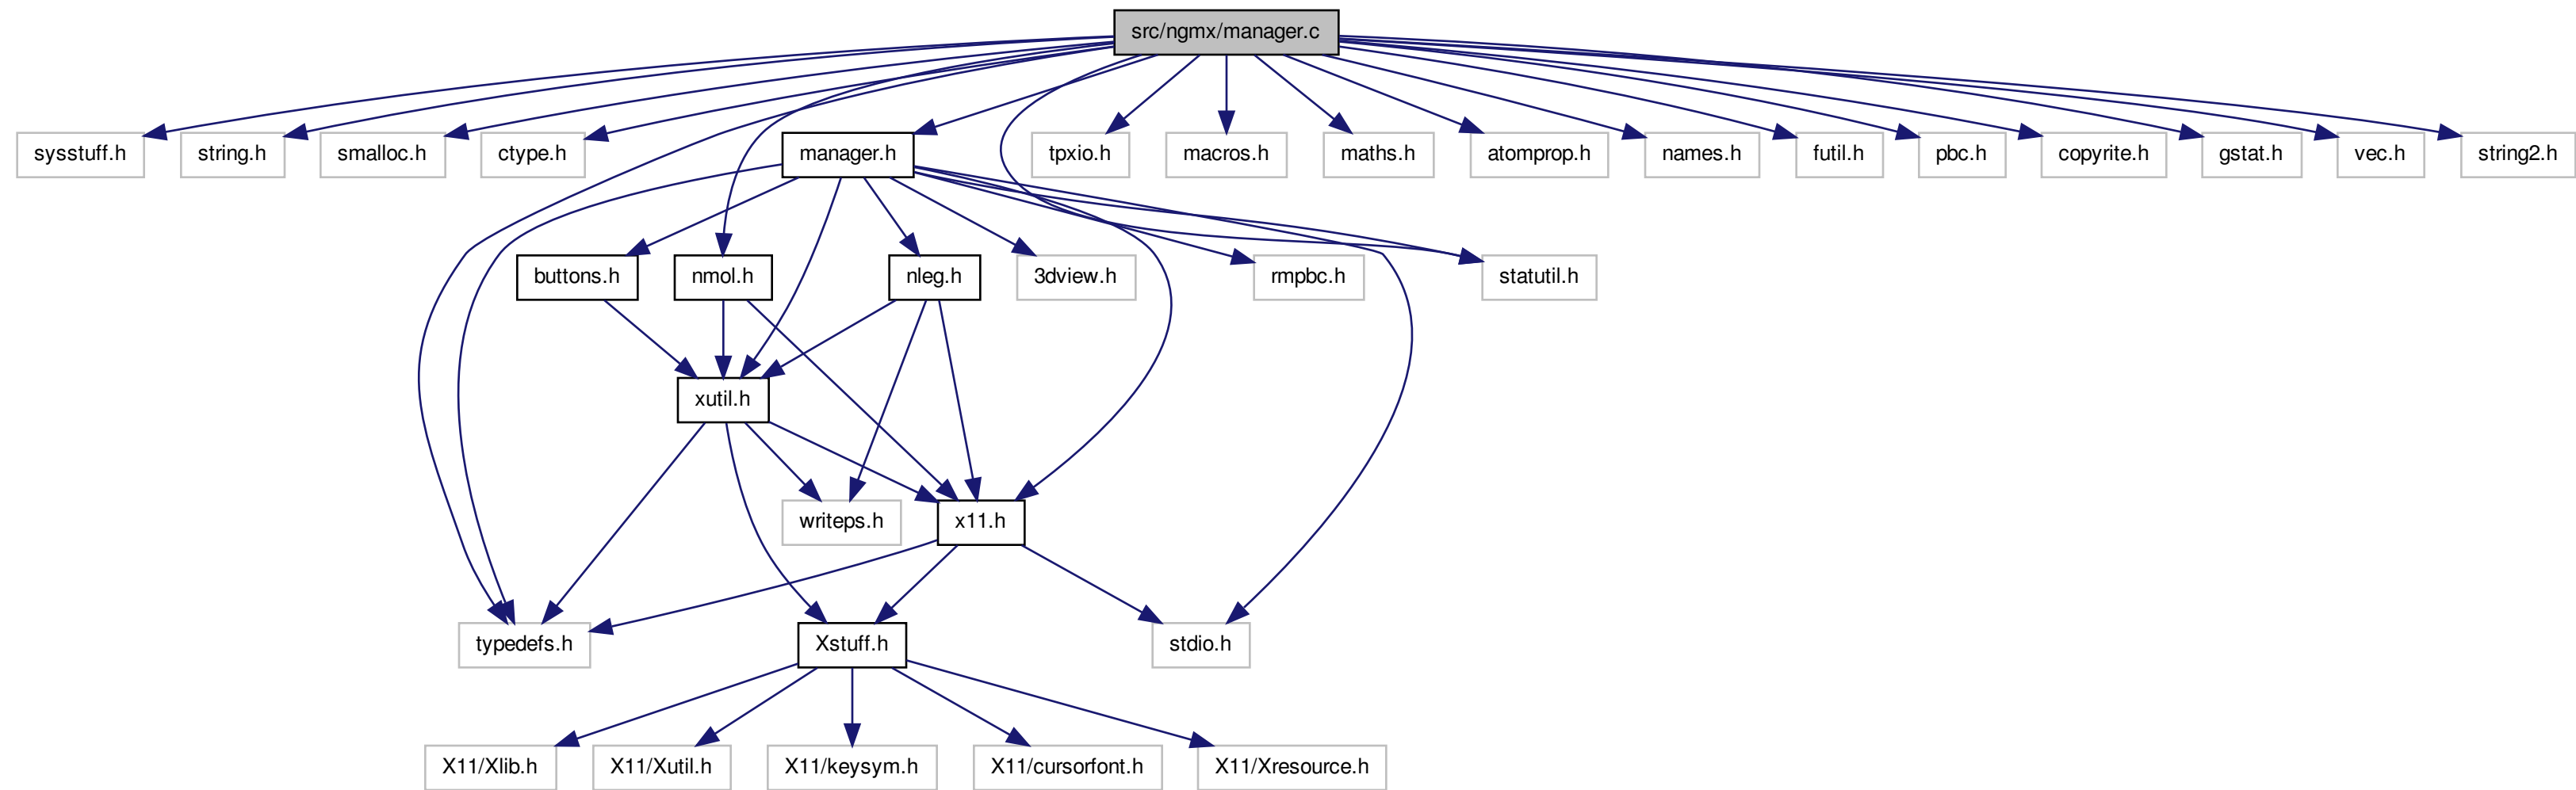 src/ngmx/manager.c
sysstuff.h
string.h
smalloc.h
ctype.h
manager.h
tpxio.h
macros.h
maths.h
atomprop.h
names.h
futil.h
pbc.h
copyrite.h
gstat.h
vec.h
string2.h
buttons.h
nmol.h
nleg.h
3dview.h
rmpbc.h
statutil.h
xutil.h
writeps.h
x11.h
typedefs.h
Xstuff.h
stdio.h
X11/Xlib.h
X11/Xutil.h
X11/keysym.h
X11/cursorfont.h
X11/Xresource.h